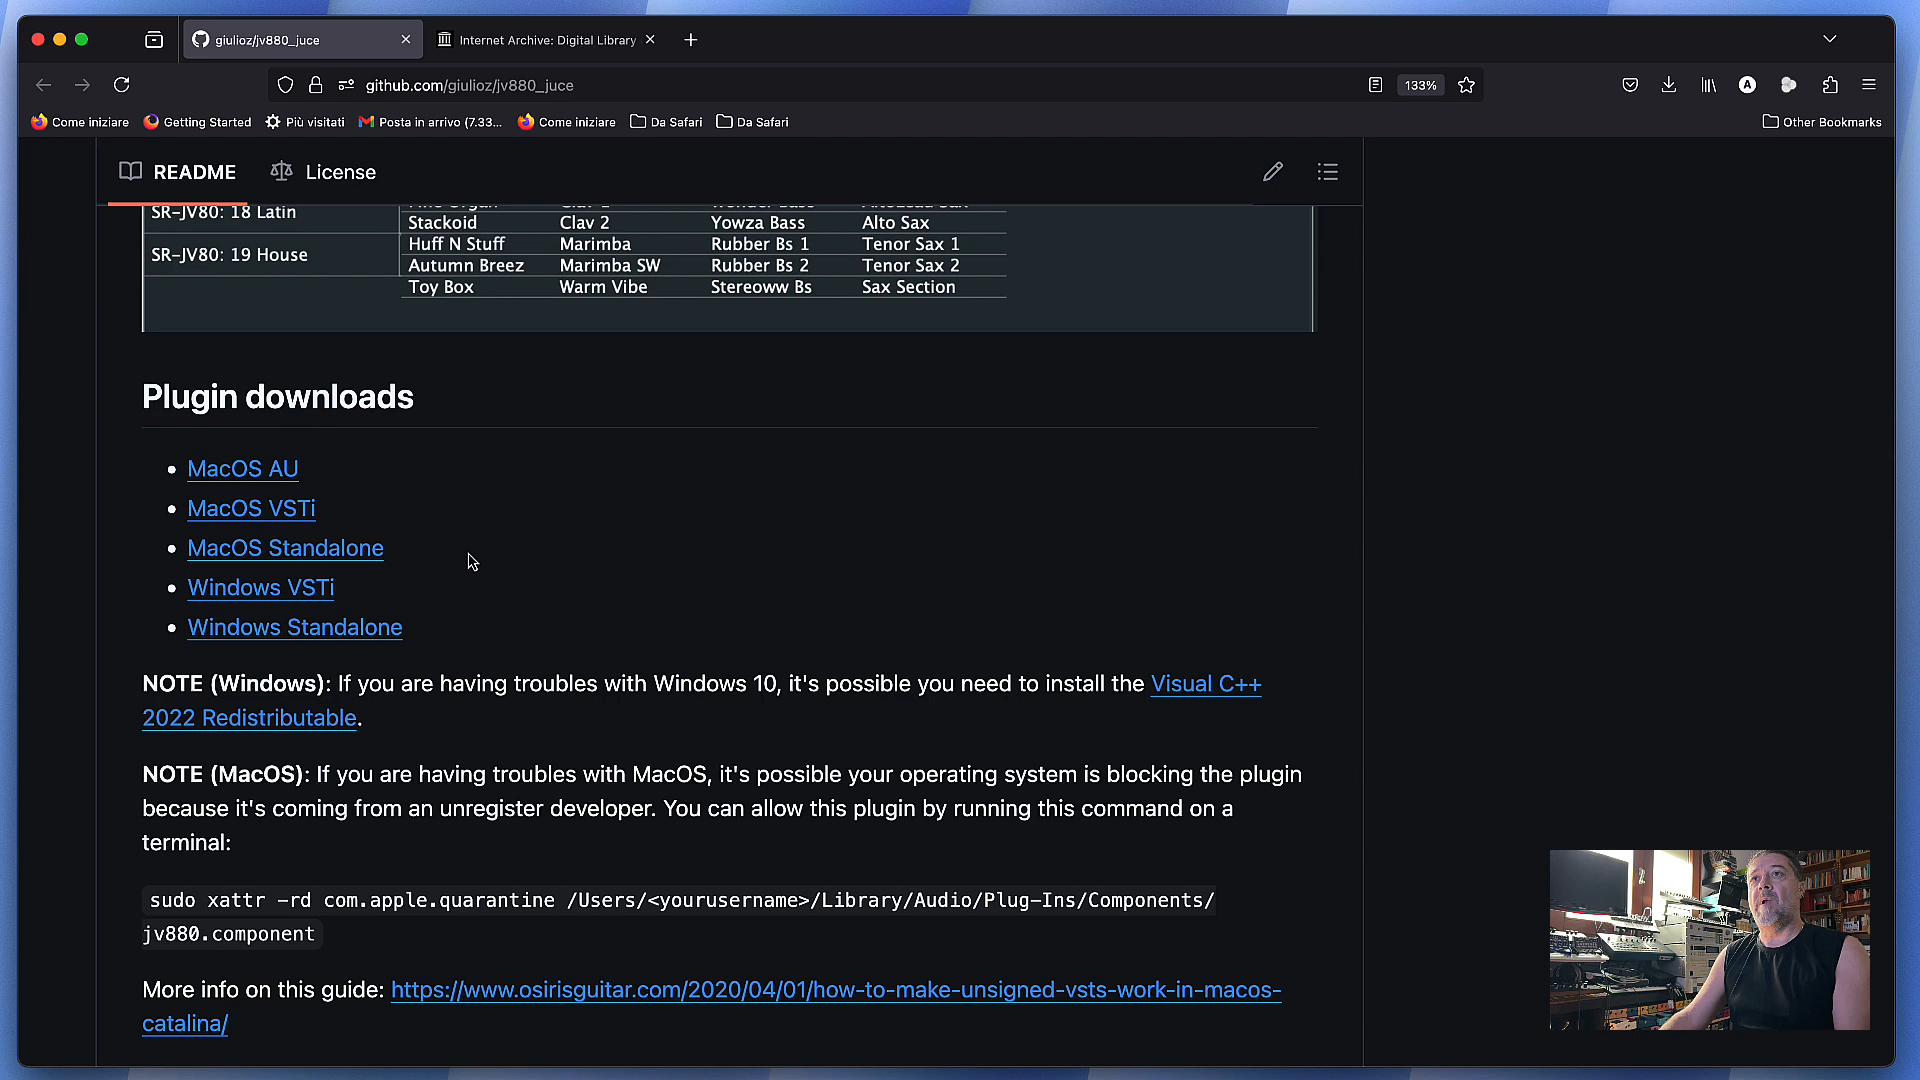 giulioz/jv880_juce
Internet Archive: Digital Library
github.com/giulioz/jv880_juce
133%
Come iniziare
Getting Started
Più visitati
Posta in arrivo (7.33...
Come iniziare
Da Safari
Da Safari
Other Bookmarks
README
License
SR-JV80: 18 Latin
Stackoid Clav 2 Yowza Bass Alto Sax
SR-JV80: 19 House
Huff N Stuff Marimba Rubber Bs 1 Tenor Sax 1
Autumn Breez Marimba SW Rubber Bs 2 Tenor Sax 2
Toy Box Warm Vibe Stereoww Bs Sax Section
Plugin downloads
MacOS AU
MacOS VSTi
MacOS Standalone
Windows VSTi
Windows Standalone
NOTE (Windows): If you are having troubles with Windows 10, it's possible you need to install the Visual C++
2022 Redistributable.
NOTE (MacOS): If you are having troubles with MacOS, it's possible your operating system is blocking the plugin
because it's coming from an unregister developer. You can allow this plugin by running this command on a
terminal:
sudo xattr -rd com.apple.quarantine /Users/<yourusername>/Library/Audio/Plug-Ins/Components/
jv880.component
More info on this guide: https://www.osirisguitar.com/2020/04/01/how-to-make-unsigned-vsts-work-in-macos-
catalina/